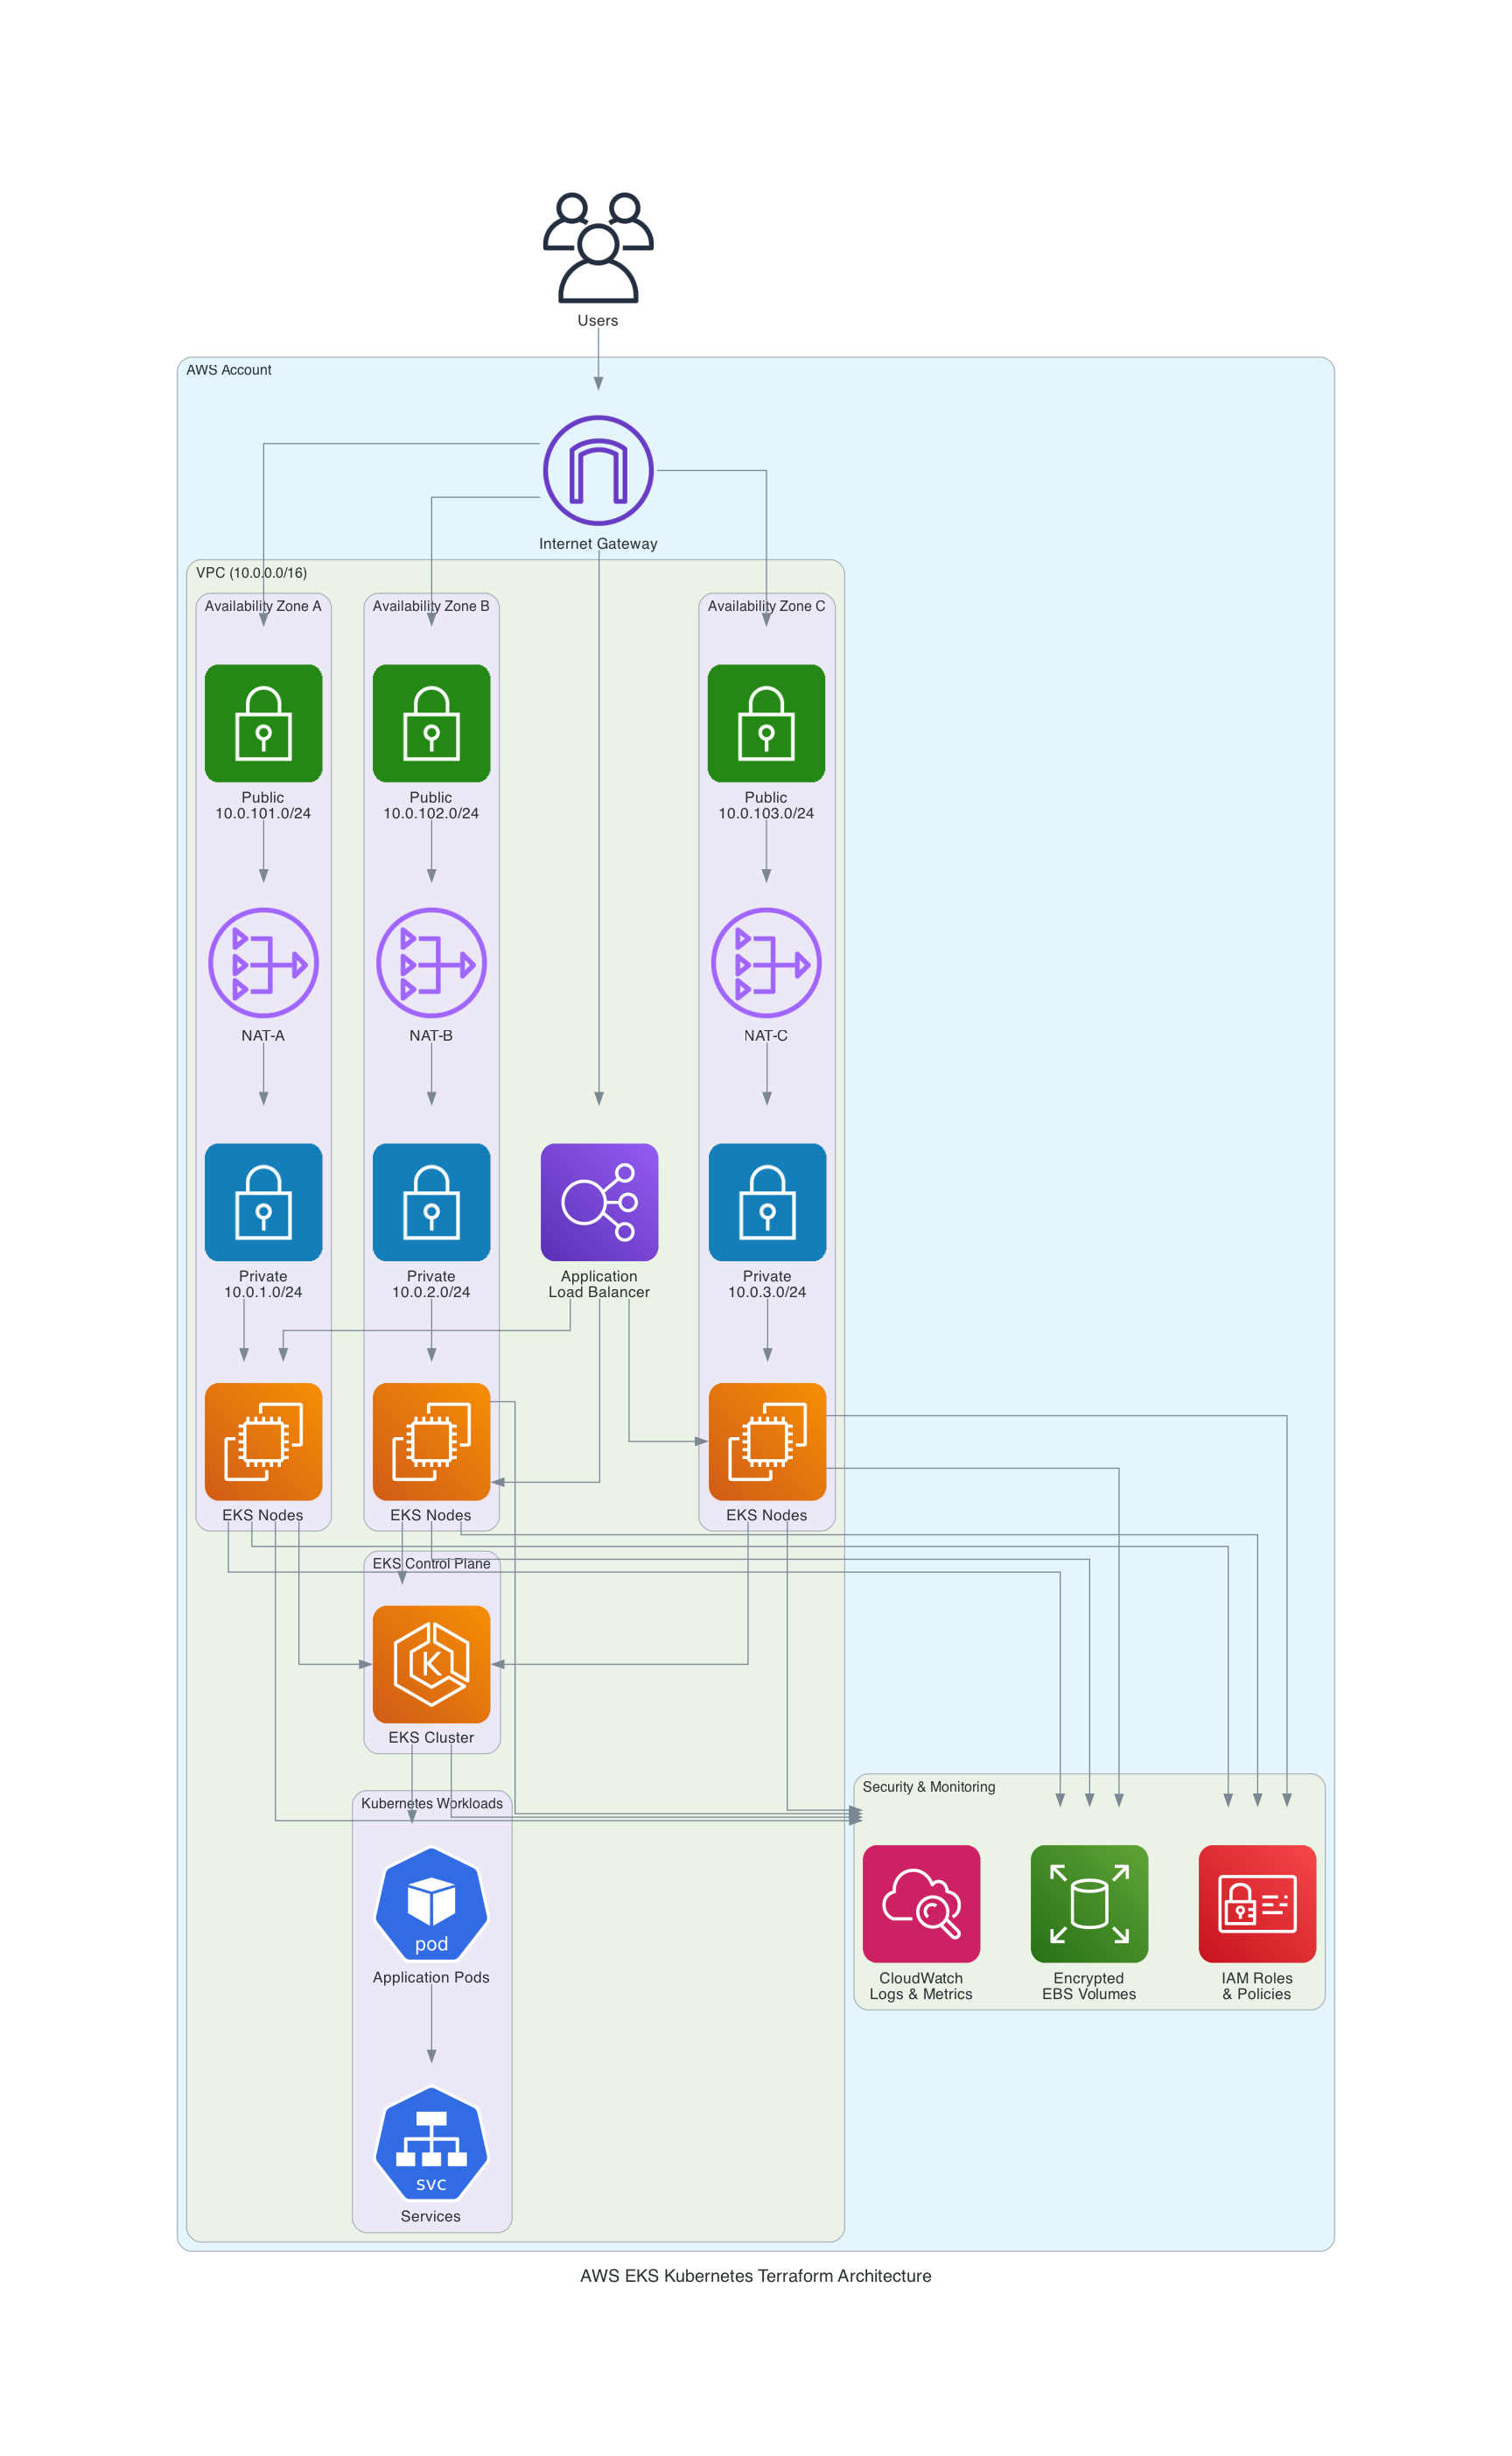 Users
AWS Account
Internet Gateway
VPC (10.0.0.0/16)
Availability Zone A
Availability Zone B
Availability Zone C
Public
10.0.101.0/24
Public
10.0.102.0/24
Public
10.0.103.0/24
NAT-A
NAT-B
NAT-C
Private
10.0.1.0/24
Private
10.0.2.0/24
Application
Load Balancer
Private
10.0.3.0/24
EKS Nodes
EKS Nodes
EKS Nodes
EKS Control Plane
K
EKS Cluster
Security & Monitoring
Kubernetes Workloads
pod
Application Pods
CloudWatch
Logs & Metrics
Encrypted
EBS Volumes
IAM Roles
& Policies
svc
Services
AWS EKS Kubernetes Terraform Architecture